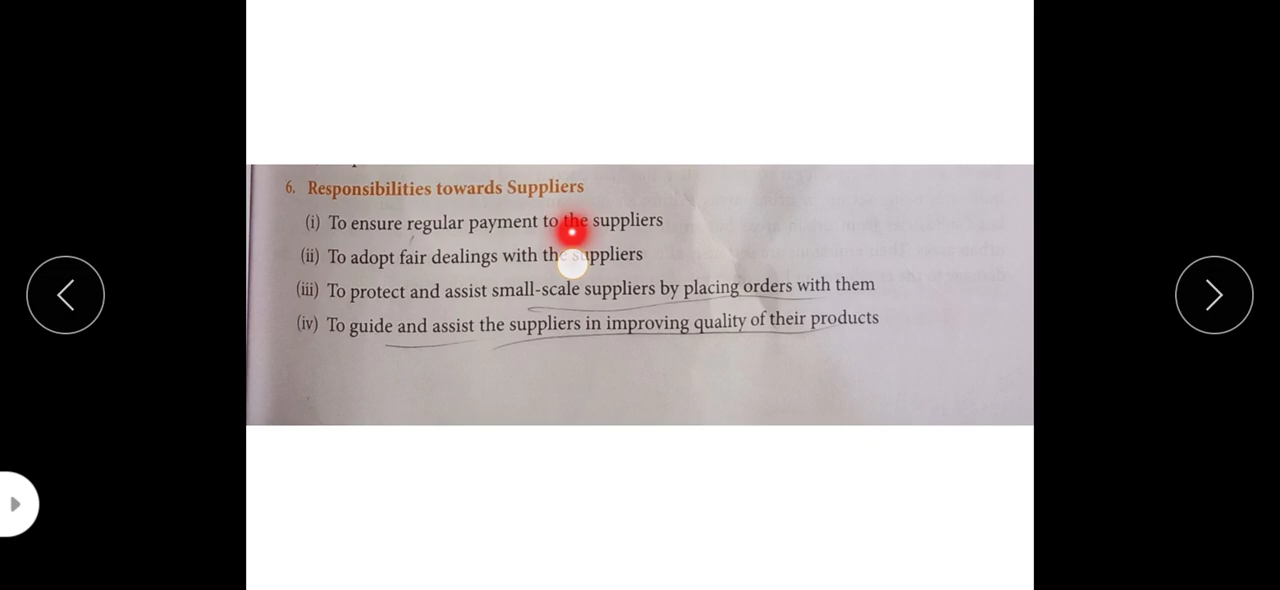 6. Responsibilities towards Suppliers
(i) To ensure regular payment to the suppliers
(ii) To adopt fair dealings with the suppliers
(iii) To protect and assist small-scale suppliers by placing orders with them
(iv) To guide and assist the suppliers in improving quality of their products